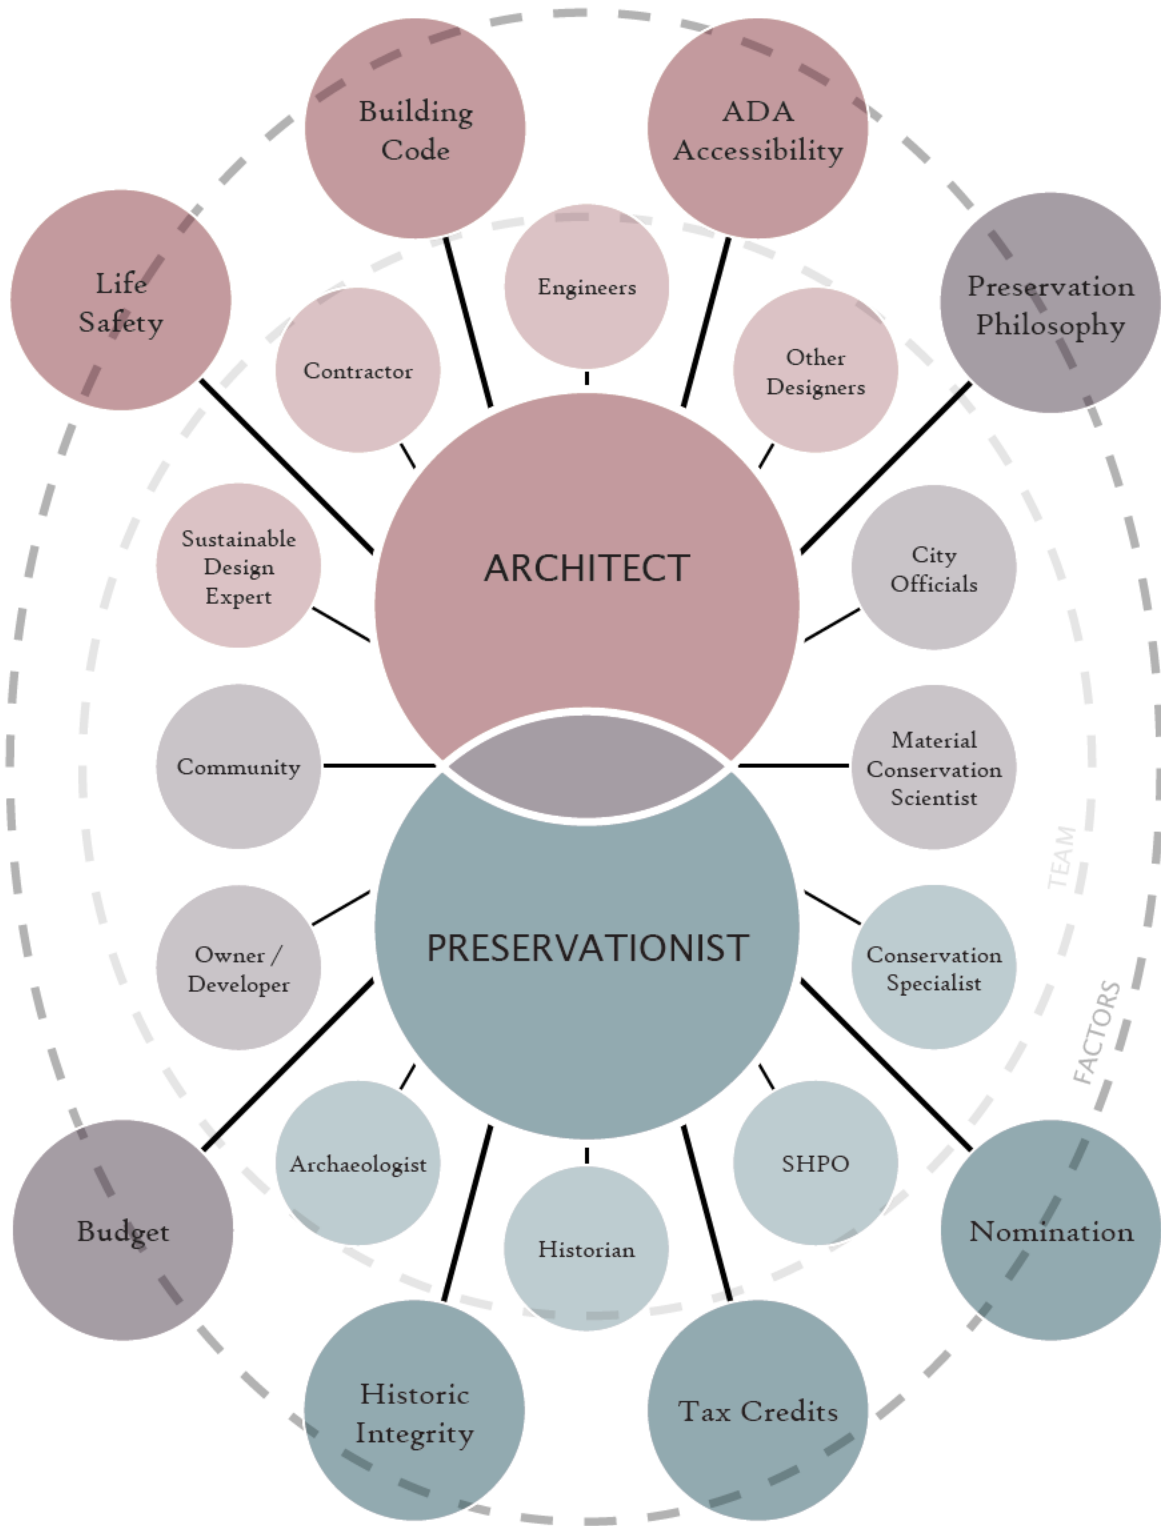 Building
Code
ADA
Accessibility
Life
Safety
Engineers
Preservation
Philosophy
Contractor
Other
Designers
Sustainable
Design
Expert
ARCHITECT
City
Officials
Community
Material
Conservation
Scientist
TEAM
Owner /
Developer
PRESERVATIONIST
Conservation
Specialist
FACTORS
Archaeologist
SHPO
Budget
Historian
Nomination
Historic
Integrity
Tax Credits